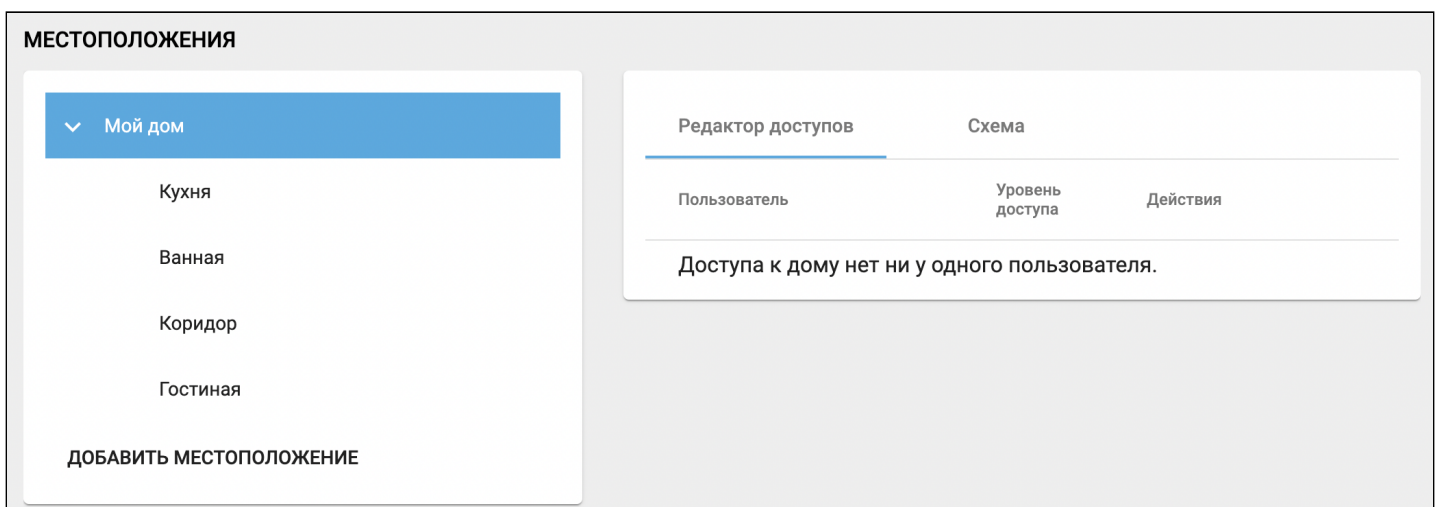 МЕСТОПОЛОЖЕНИЯ
Мой дом
Кухня
Ванная
Коридор
Гостиная
ДОБАВИТЬ МЕСТОПОЛОЖЕНИЕ
Редактор доступов
Схема
Пользователь
Уровень
доступа
Действия
Доступа к дому нет ни у одного пользователя.